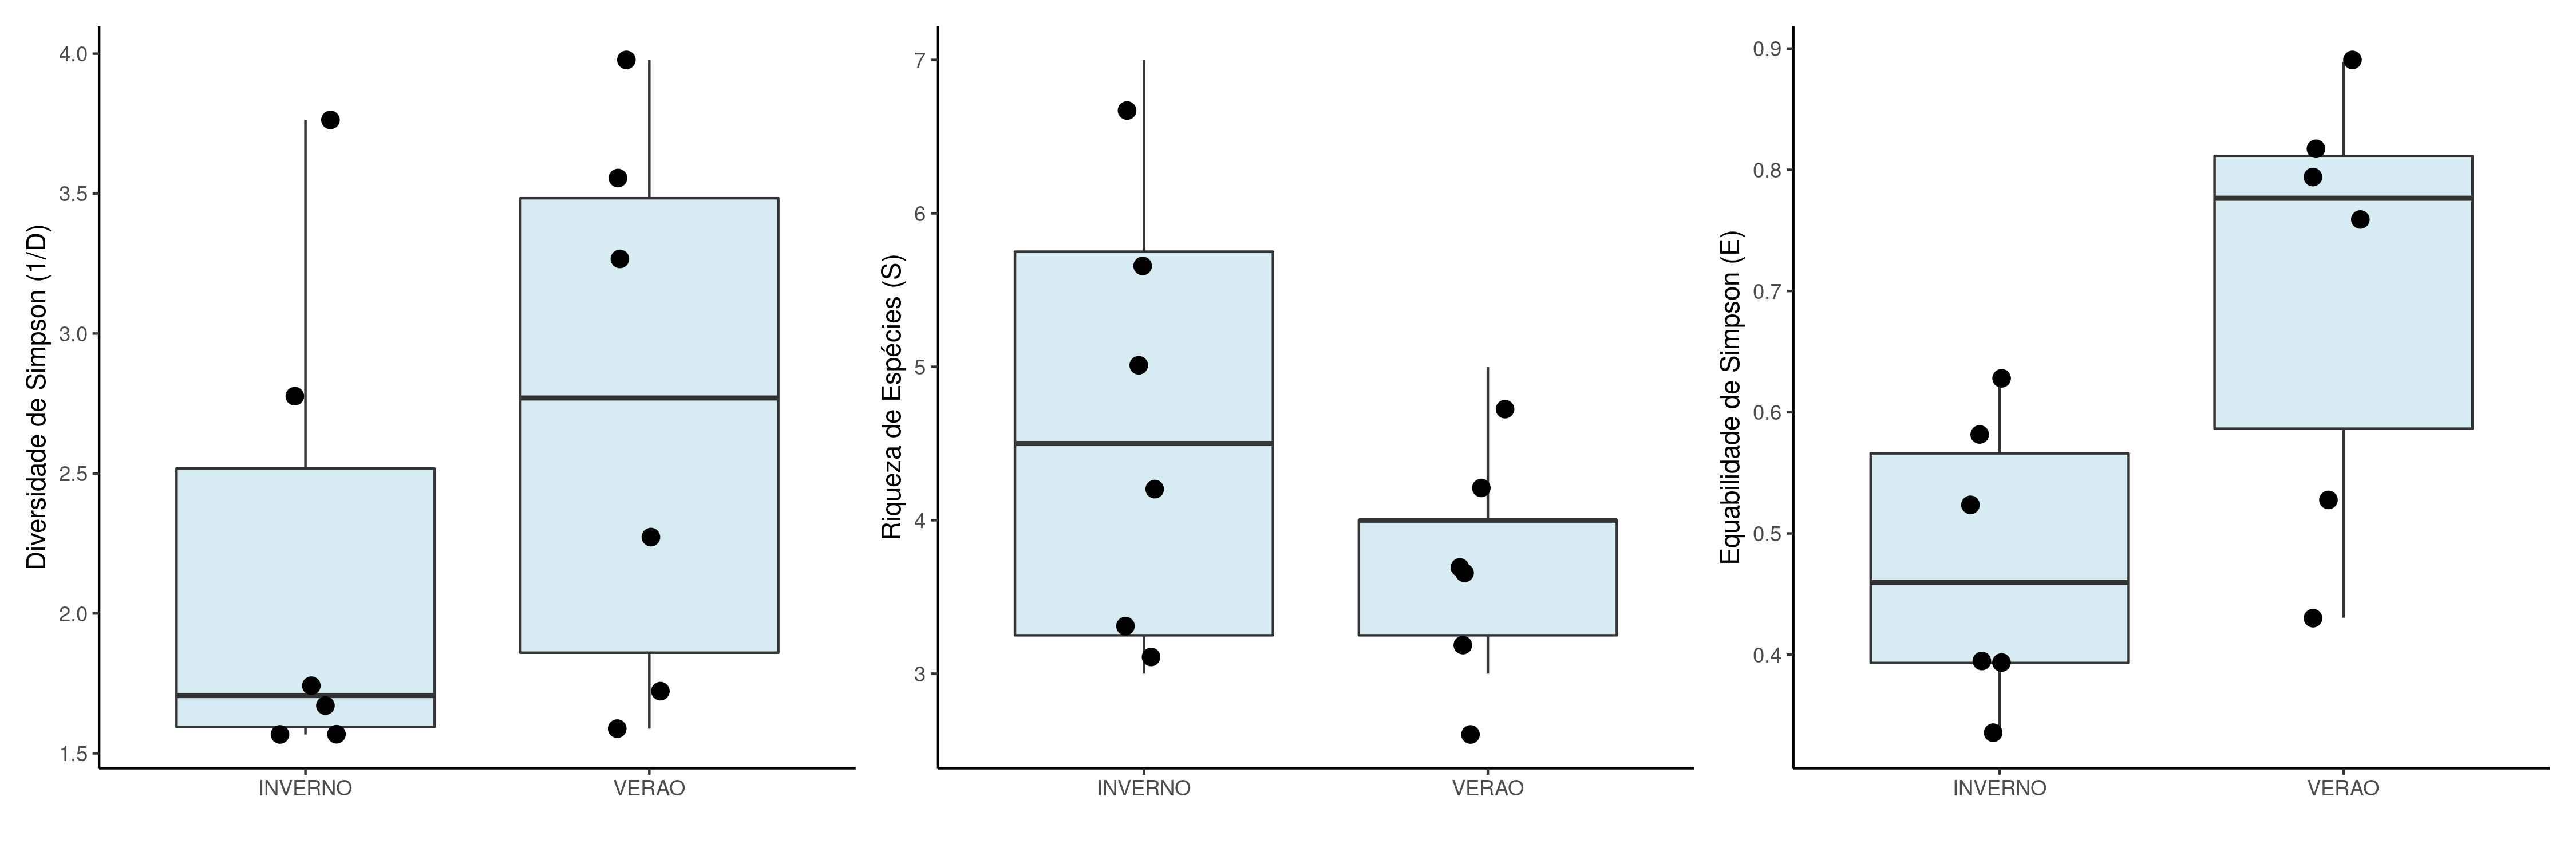 Diversidade de Simpson (1/D)
4.0
3.5
3.0
2.5
2.0
1.5
INVERNO
VERAO
Riqueza de Espécies (S)
7
6
5
4
3
INVERNO
VERAO
Equabilidade de Simpson (E)
0.9
0.8
0.7
0.6
0.5
0.4
INVERNO
VERAO